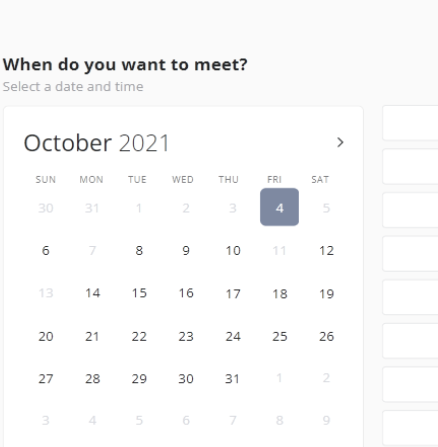 When do you want to meet?
Select a date and time
October 2021
SUN MON TUE WED THU FRI SAT
30 31 1 2 3 4 5
6 7 8 9 10 11 12
13 14 15 16 17 18 19
20 21 22 23 24 25 26
27 28 29 30 31 1 2
3 4 5 6 7 8 9